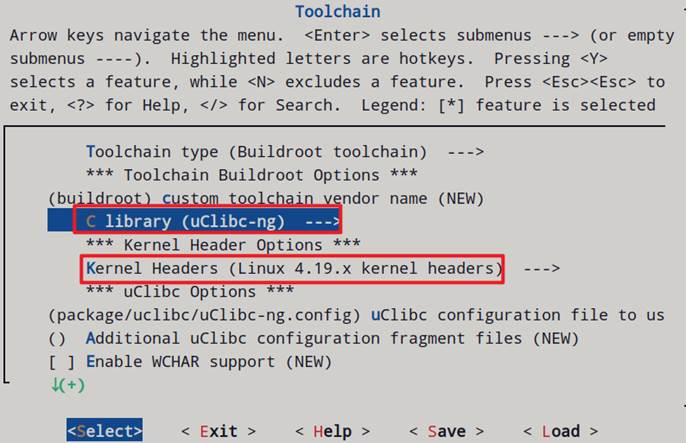 Toolchain
Arrow keys navigate the menu.  <Enter> selects submenus ---> (or empty
submenus ----).  Highlighted letters are hotkeys.  Pressing <Y>
selects a feature, while <N> excludes a feature.  Press <Esc><Esc> to
exit, <?> for Help, </> for Search.  Legend: [*] feature is selected
Toolchain type (Buildroot toolchain)  --->
*** Toolchain Buildroot Options ***
(buildroot) custom toolchain vendor name (NEW)
C library (uClibc-ng)  --->
*** Kernel Header Options ***
Kernel Headers (Linux 4.19.x kernel headers)  --->
*** uClibc Options ***
(package/uclibc/uClibc-ng.config) uClibc configuration file to us
()  Additional uClibc configuration fragment files (NEW)
[ ] Enable WCHAR support (NEW)
↓(+)
<Select>    < Exit >    < Help >    < Save >    < Load >